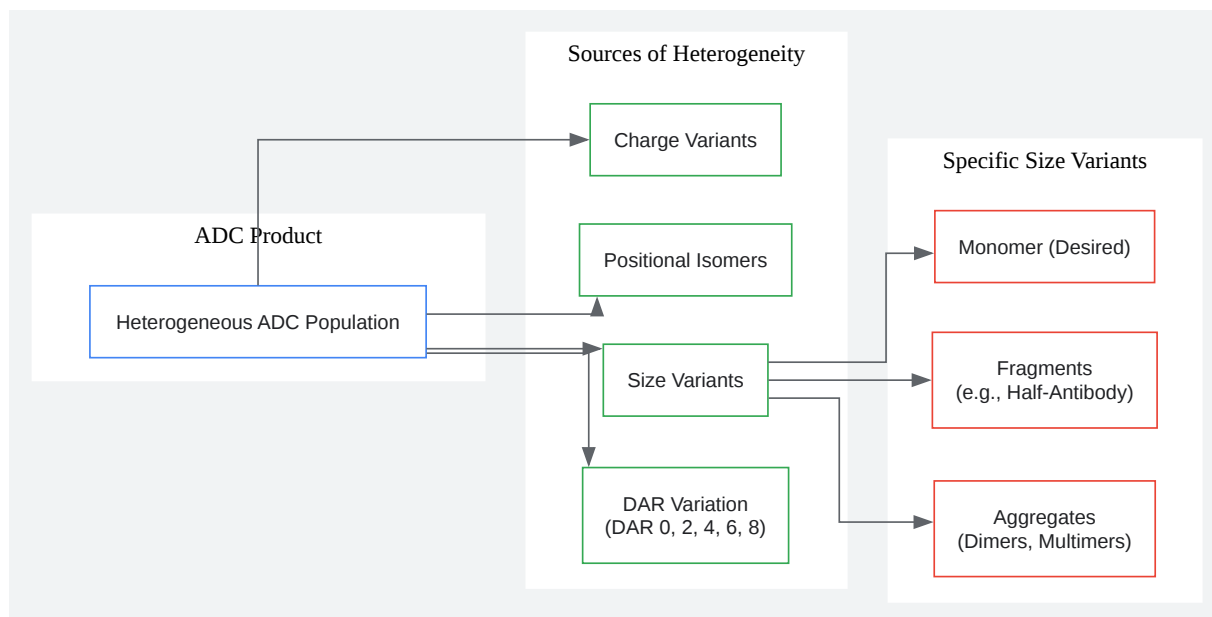 ADC Product
Heterogeneous ADC Population
Sources of Heterogeneity
Charge Variants
Positional Isomers
Size Variants
DAR Variation
(DAR 0, 2, 4, 6, 8)
Specific Size Variants
Monomer (Desired)
Fragments
(e.g., Half-Antibody)
Aggregates
(Dimers, Multimers)